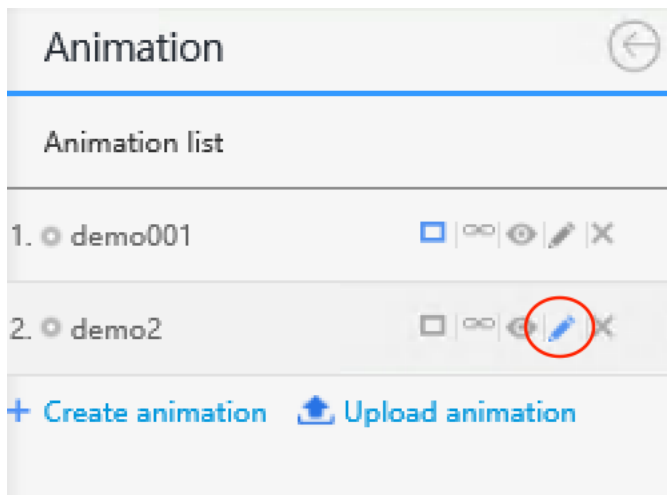 Animation
Animation list
1. demo001
2. demo2
+ Create animation Upload animation